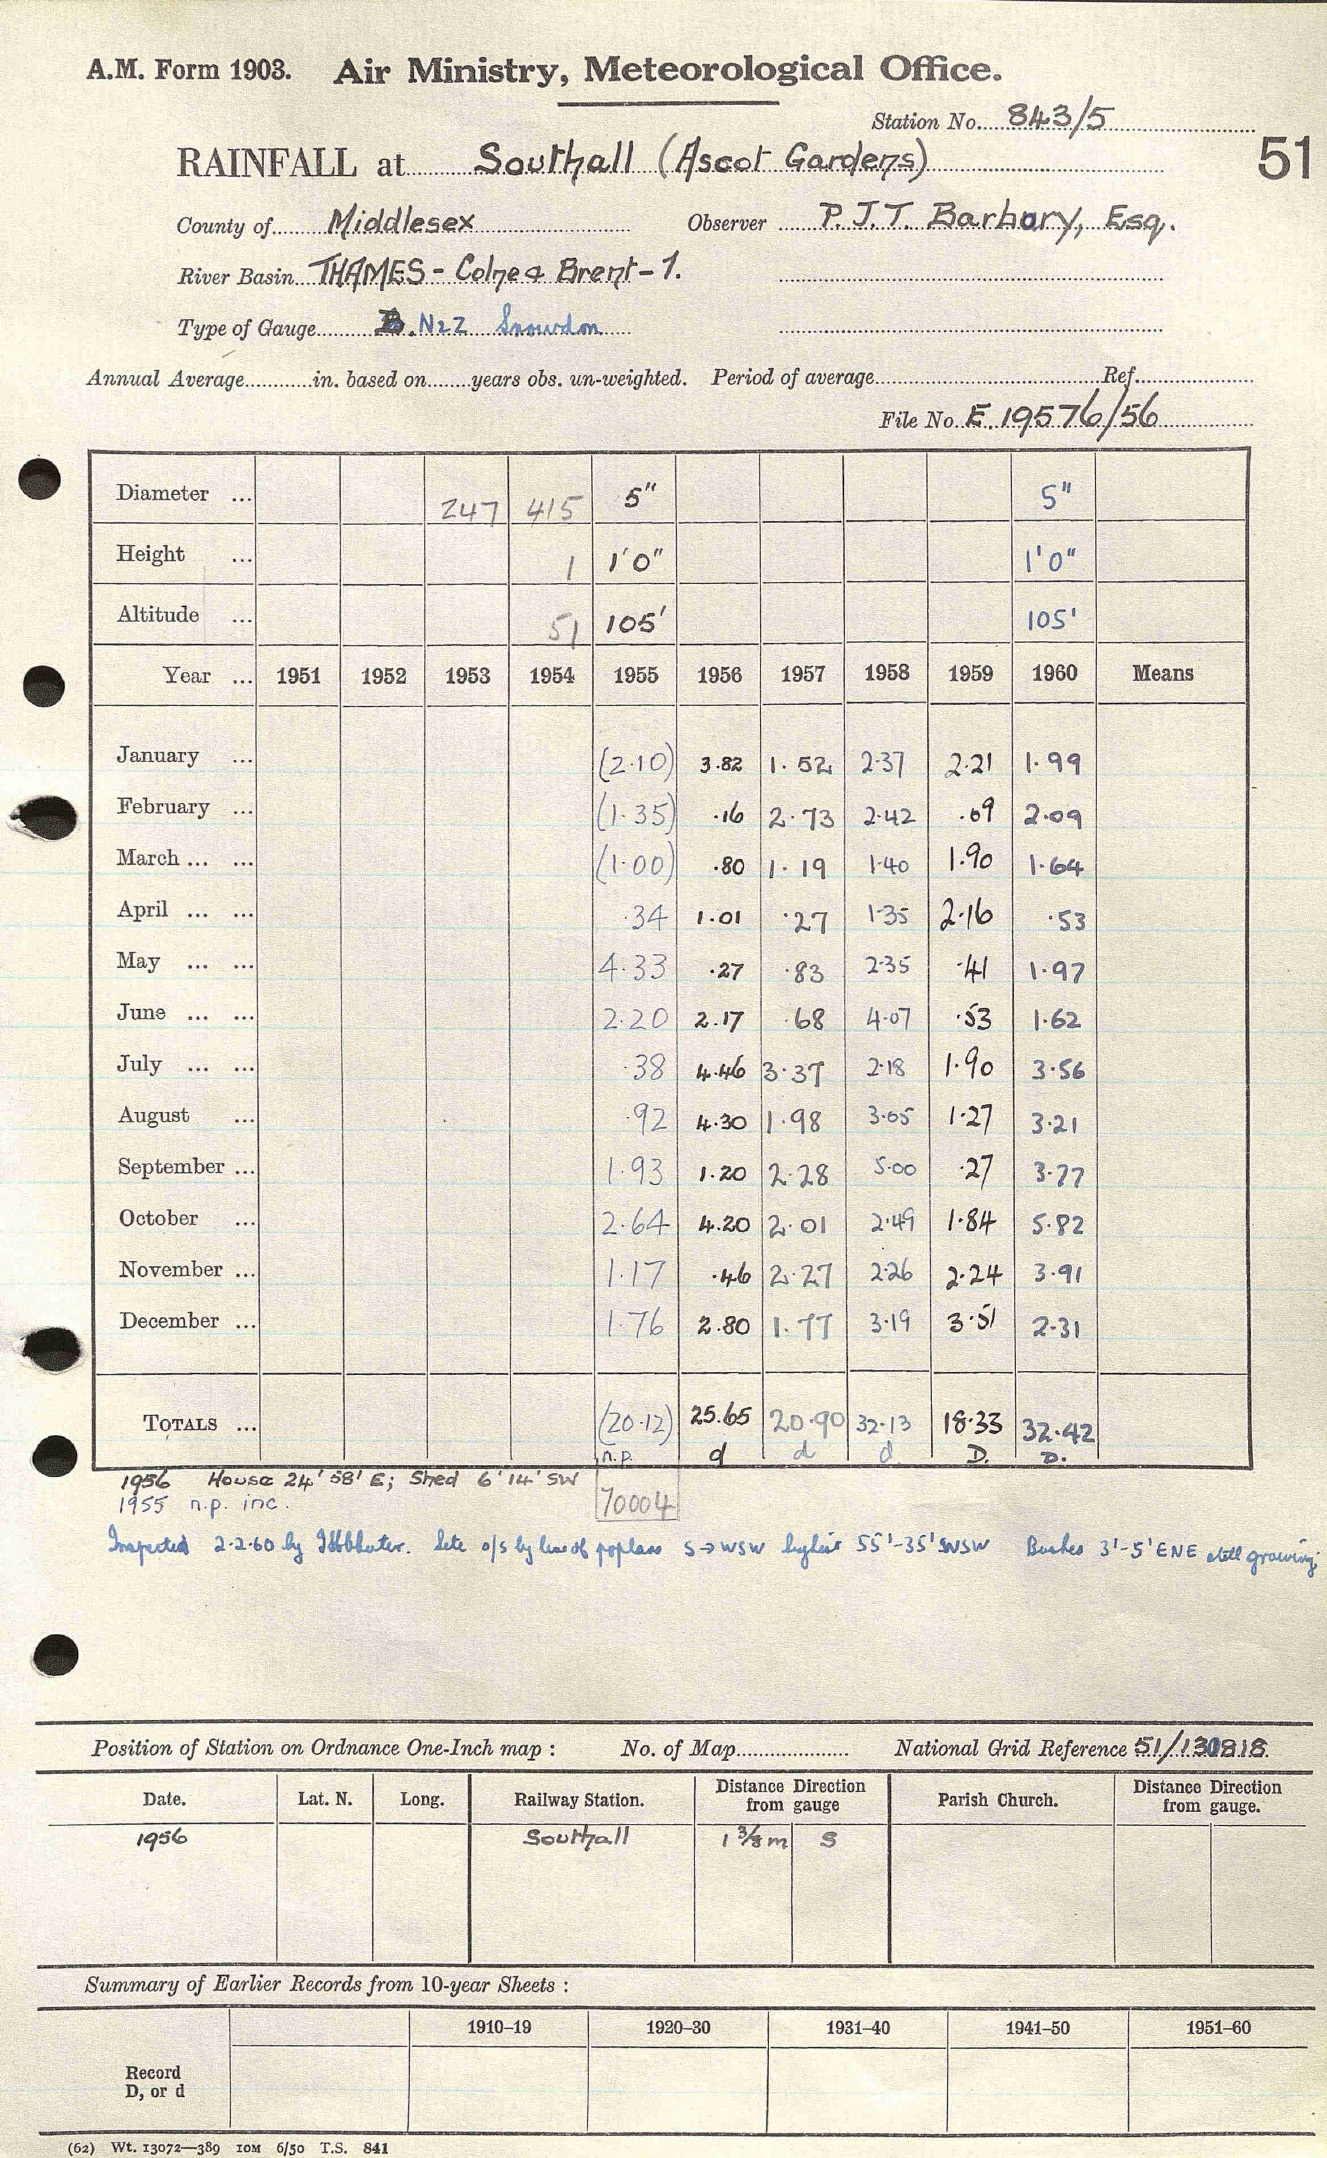 A.M. Form 1903. Air Ministry, Meteorological Office.
Station No. 843/5
51
RAINFALL at Southall (Ascot Gardens)
County of Middlesex Observer P.J.T. Barbury, Esq.
River Basin THAMES - Colne & Brent - 1.
Type of Gauge N2Z Snowdon
Annual Average in. based on years obs. un-weighted. Period of average Ref.
File No. E. 19576/56
Diameter ... 247 415 5" 5"
Height ... 1 1'0" 1'0"
Altitude ... 51 105' 105'
Year ... 1951 1952 1953 1954 1955 1956 1957 1958 1959 1960 Means
January ... (2.10) 3.82 1.52 2.37 2.21 1.99
February ... (1.35) .16 2.73 2.42 .09 2.09
March ... ... (1.00) .80 1.19 1.40 1.90 1.64
April ... ... .34 1.01 .27 1.35 2.16 .53
May ... ... 4.33 .27 .83 2.35 .41 1.97
June ... ... 2.20 2.17 .68 4.07 .53 1.62
July ... ... .38 4.46 3.37 2.18 1.90 3.56
August ... .92 4.30 1.98 3.05 1.27 3.21
September ... 1.93 1.20 2.28 5.00 .27 3.77
October ... 2.64 4.20 2.01 2.49 1.84 5.82
November ... 1.17 .46 2.27 2.26 2.24 3.91
December ... 1.76 2.80 1.77 3.19 3.51 2.31
TOTALS ... (20.12) 25.65 20.90 32.13 18.33 32.42
n.p. d d d D. D.
1956 House 24' 58' E; Shed 6' 14' SW
1955 n.p. inc.
70004
Inspected 2.2.60 by Site o/s by line of poplars S→WSW highest 55'-35' WSW Bushes 3'-5' ENE still growing.
Position of Station on Ordnance One-Inch map : No. of Map National Grid Reference 51/130818.
Date. Lat. N. Long. Railway Station. Distance Direction from gauge Parish Church. Distance Direction from gauge.
1956 Southall 1 3/8 m S
Summary of Earlier Records from 10-year Sheets :
1910–19 1920–30 1931–40 1941–50 1951–60
Record
D, or d
(62) Wt. 13072—389 10M 6/50 T.S. 841